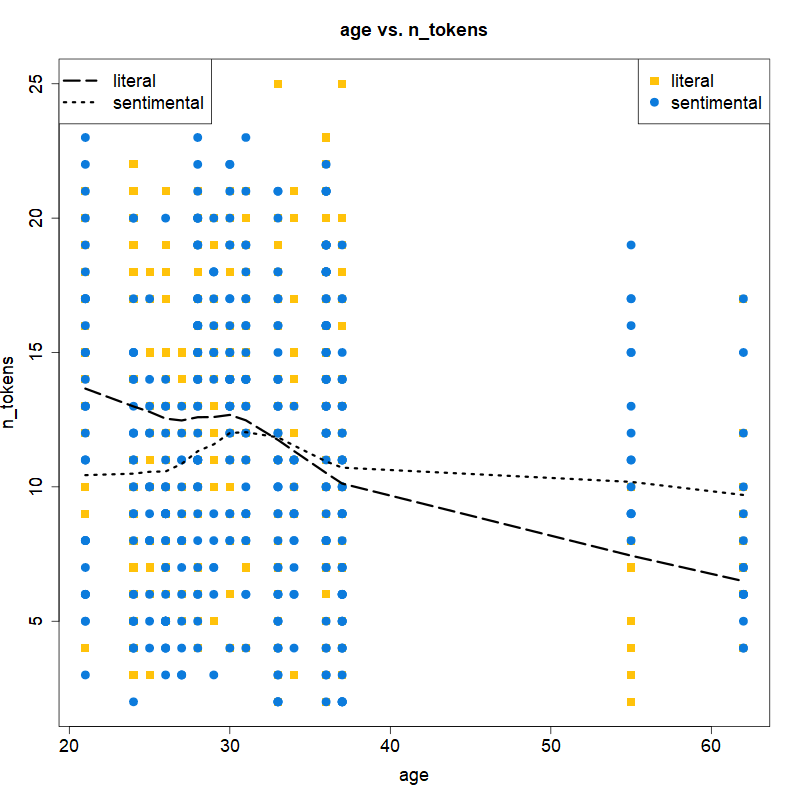 age vs. n_tokens
literal
sentimental
literal
sentimental
n_tokens
25
20
15
10
5
20 30 40 50 60
age